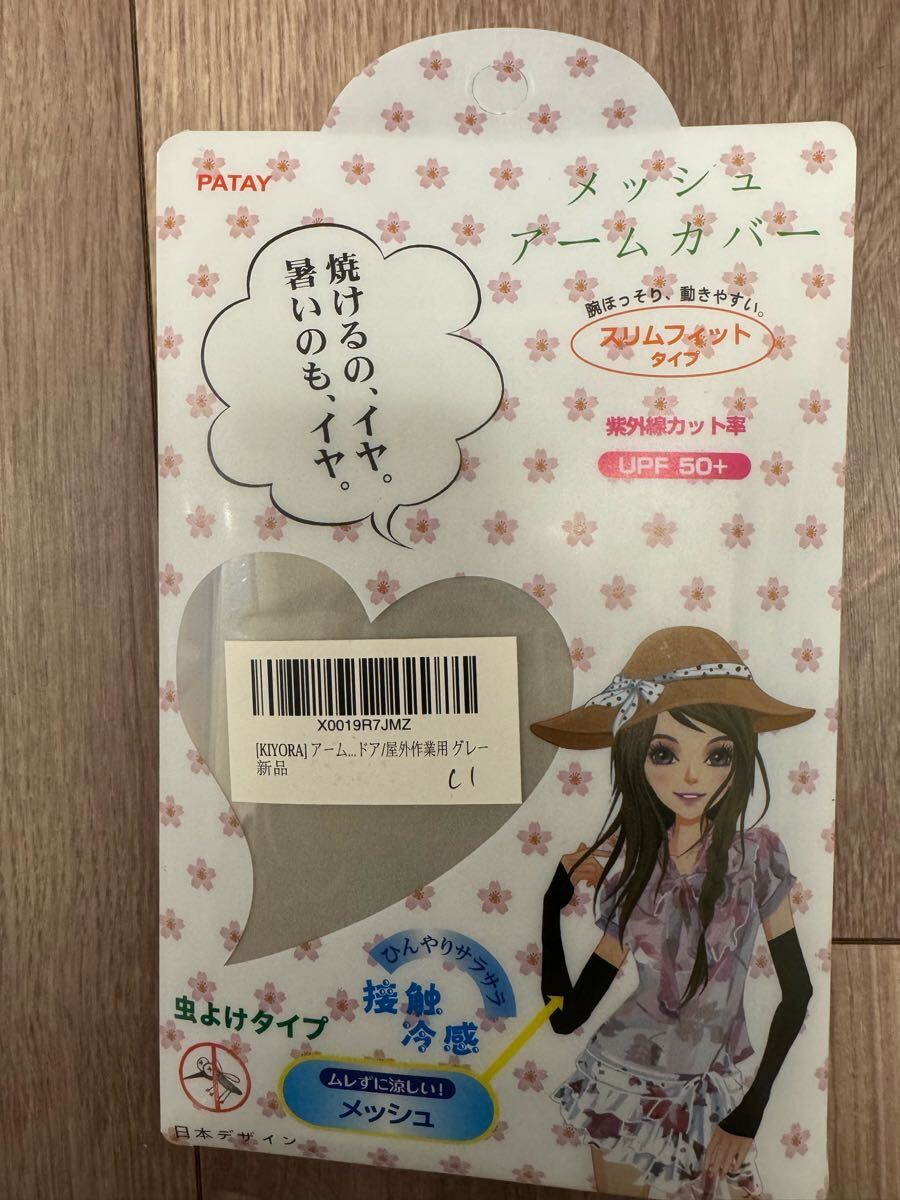 PATAY
メッシュ
アームカバー
焼けるの、イヤ。
暑いのも、イヤ。
腕ほっそり、動きやすい。
スリムフィット
タイプ
紫外線カット率
UPF 50+
X0019R7JMZ
[KIYORA] アーム...ドア/屋外作業用 グレー
新品
C1
ひんやりサラサラ
接触
冷感
虫よけタイプ
ムレずに涼しい!
メッシュ
日本デザイン